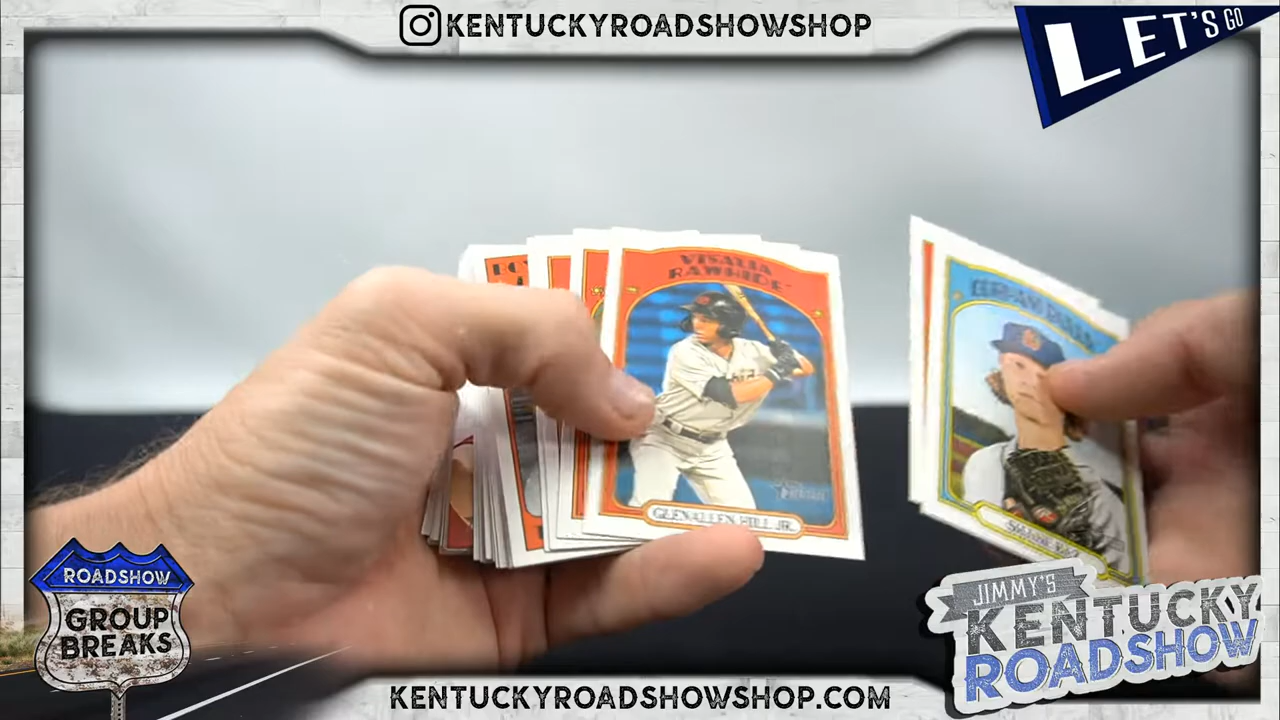 KENTUCKYROADSHOWSHOP
LET'S GO
VISALIA
RAWHIDE
GLENALLEN HILL JR.
ROADSHOW
GROUP
BREAKS
JIMMY'S
KENTUCKY
ROADSHOW
KENTUCKYROADSHOWSHOP.COM